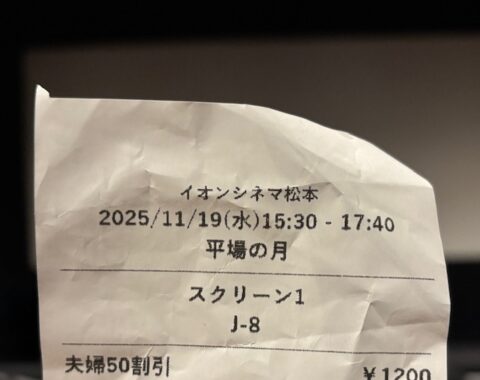 イオンシネマ松本
2025/11/19(水)15:30 - 17:40
平場の月
スクリーン1
J-8
夫婦50割引 ￥1200